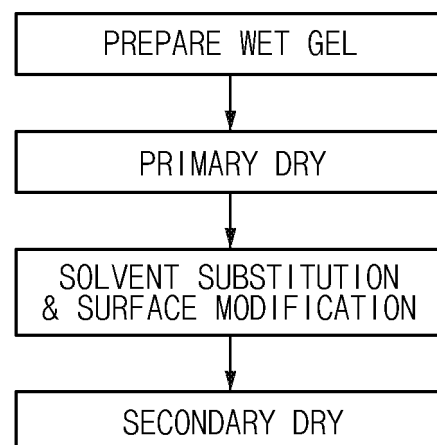 PREPARE WET GEL
PRIMARY DRY
SOLVENT SUBSTITUTION
& SURFACE MODIFICATION
SECONDARY DRY